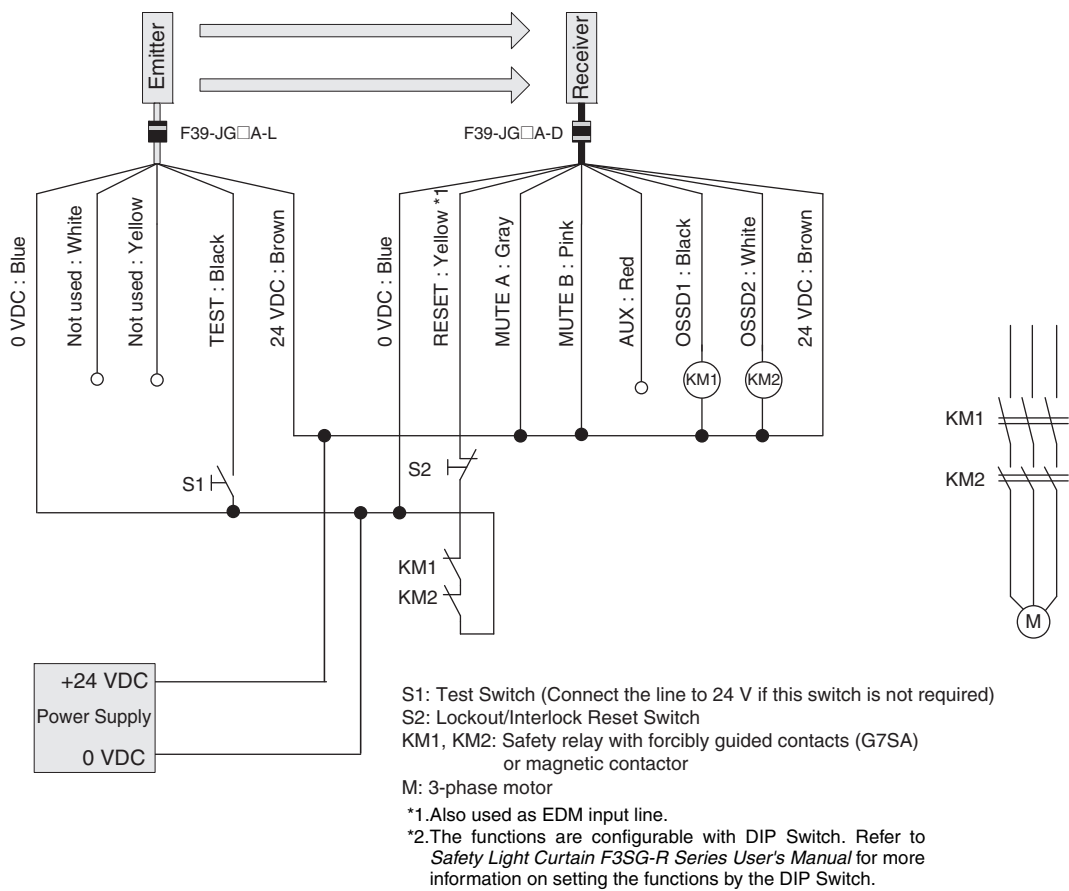 Emitter
Receiver
F39-JG□A-L
F39-JG□A-D
0 VDC : Blue
Not used : White
Not used : Yellow
TEST : Black
24 VDC : Brown
0 VDC : Blue
RESET : Yellow *1
MUTE A : Gray
MUTE B : Pink
AUX : Red
OSSD1 : Black
OSSD2 : White
24 VDC : Brown
KM1
KM2
KM1
KM2
M
S1
S2
KM1
KM2
+24 VDC
Power Supply
0 VDC
S1: Test Switch (Connect the line to 24 V if this switch is not required)
S2: Lockout/Interlock Reset Switch
KM1, KM2: Safety relay with forcibly guided contacts (G7SA)
or magnetic contactor
M: 3-phase motor
*1.Also used as EDM input line.
*2.The functions are configurable with DIP Switch. Refer to
Safety Light Curtain F3SG-R Series User's Manual for more
information on setting the functions by the DIP Switch.